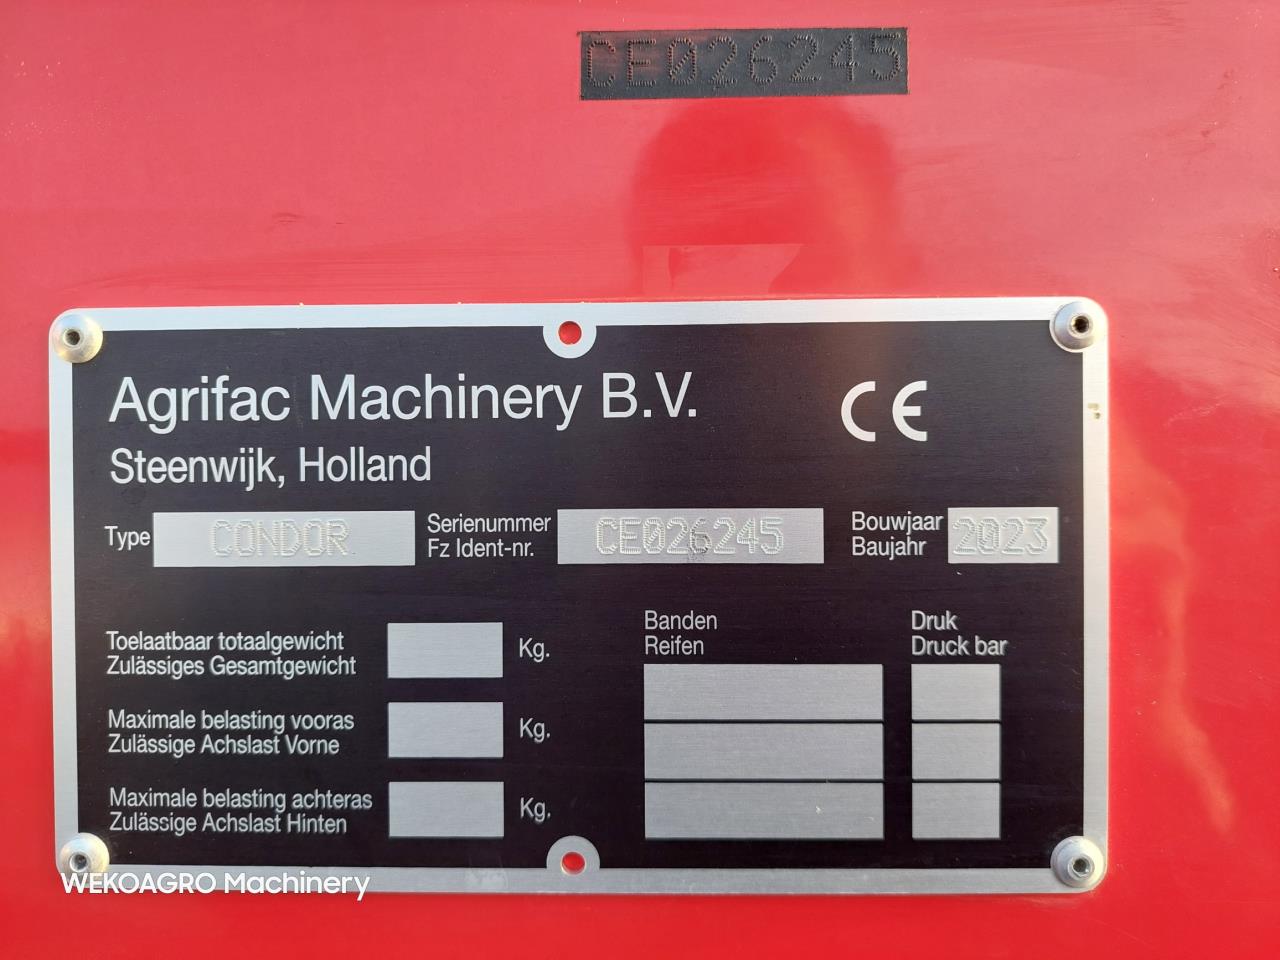 CE026245
Agrifac Machinery B.V.
CE
Steenwijk, Holland
Type CONDOR
Serienummer
Fz Ident-nr.
CE026245
Bouwjaar
Baujahr
2023
Toelaatbaar totaalgewicht
Zulässiges Gesamtgewicht
Kg.
Maximale belasting vooras
Zulässige Achslast Vorne
Kg.
Maximale belasting achteras
Zulässige Achslast Hinten
Kg.
Banden
Reifen
Druk
Druck bar
WEKOAGRO Machinery